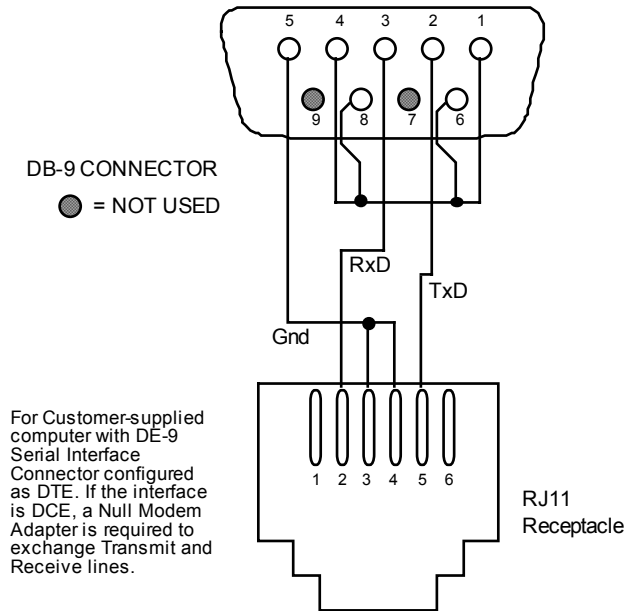 5 4 3 2 1
9 8 7 6
DB-9 CONNECTOR
= NOT USED
RxD
TxD
Gnd
For Customer-supplied
computer with DE-9
Serial Interface
Connector configured
as DTE. If the interface
is DCE, a Null Modem
Adapter is required to
exchange Transmit and
Receive lines.
1 2 3 4 5 6
RJ11
Receptacle